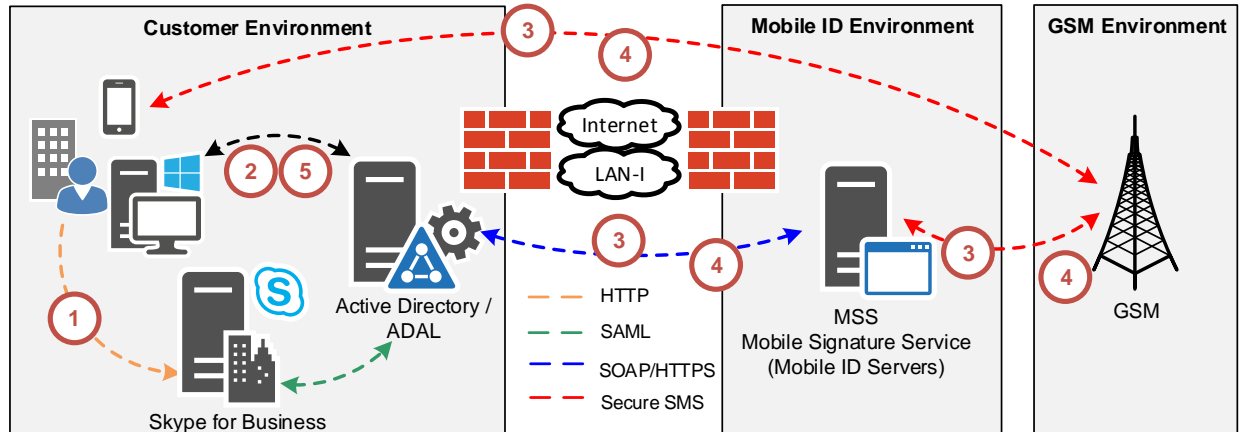 Customer Environment
Mobile ID Environment
GSM Environment
3
4
Internet
LAN-I
2
5
3
4
3
4
1
S
Active Directory /
ADAL
HTTP
SAML
SOAP/HTTPS
Secure SMS
MSS
Mobile Signature Service
(Mobile ID Servers)
GSM
Skype for Business